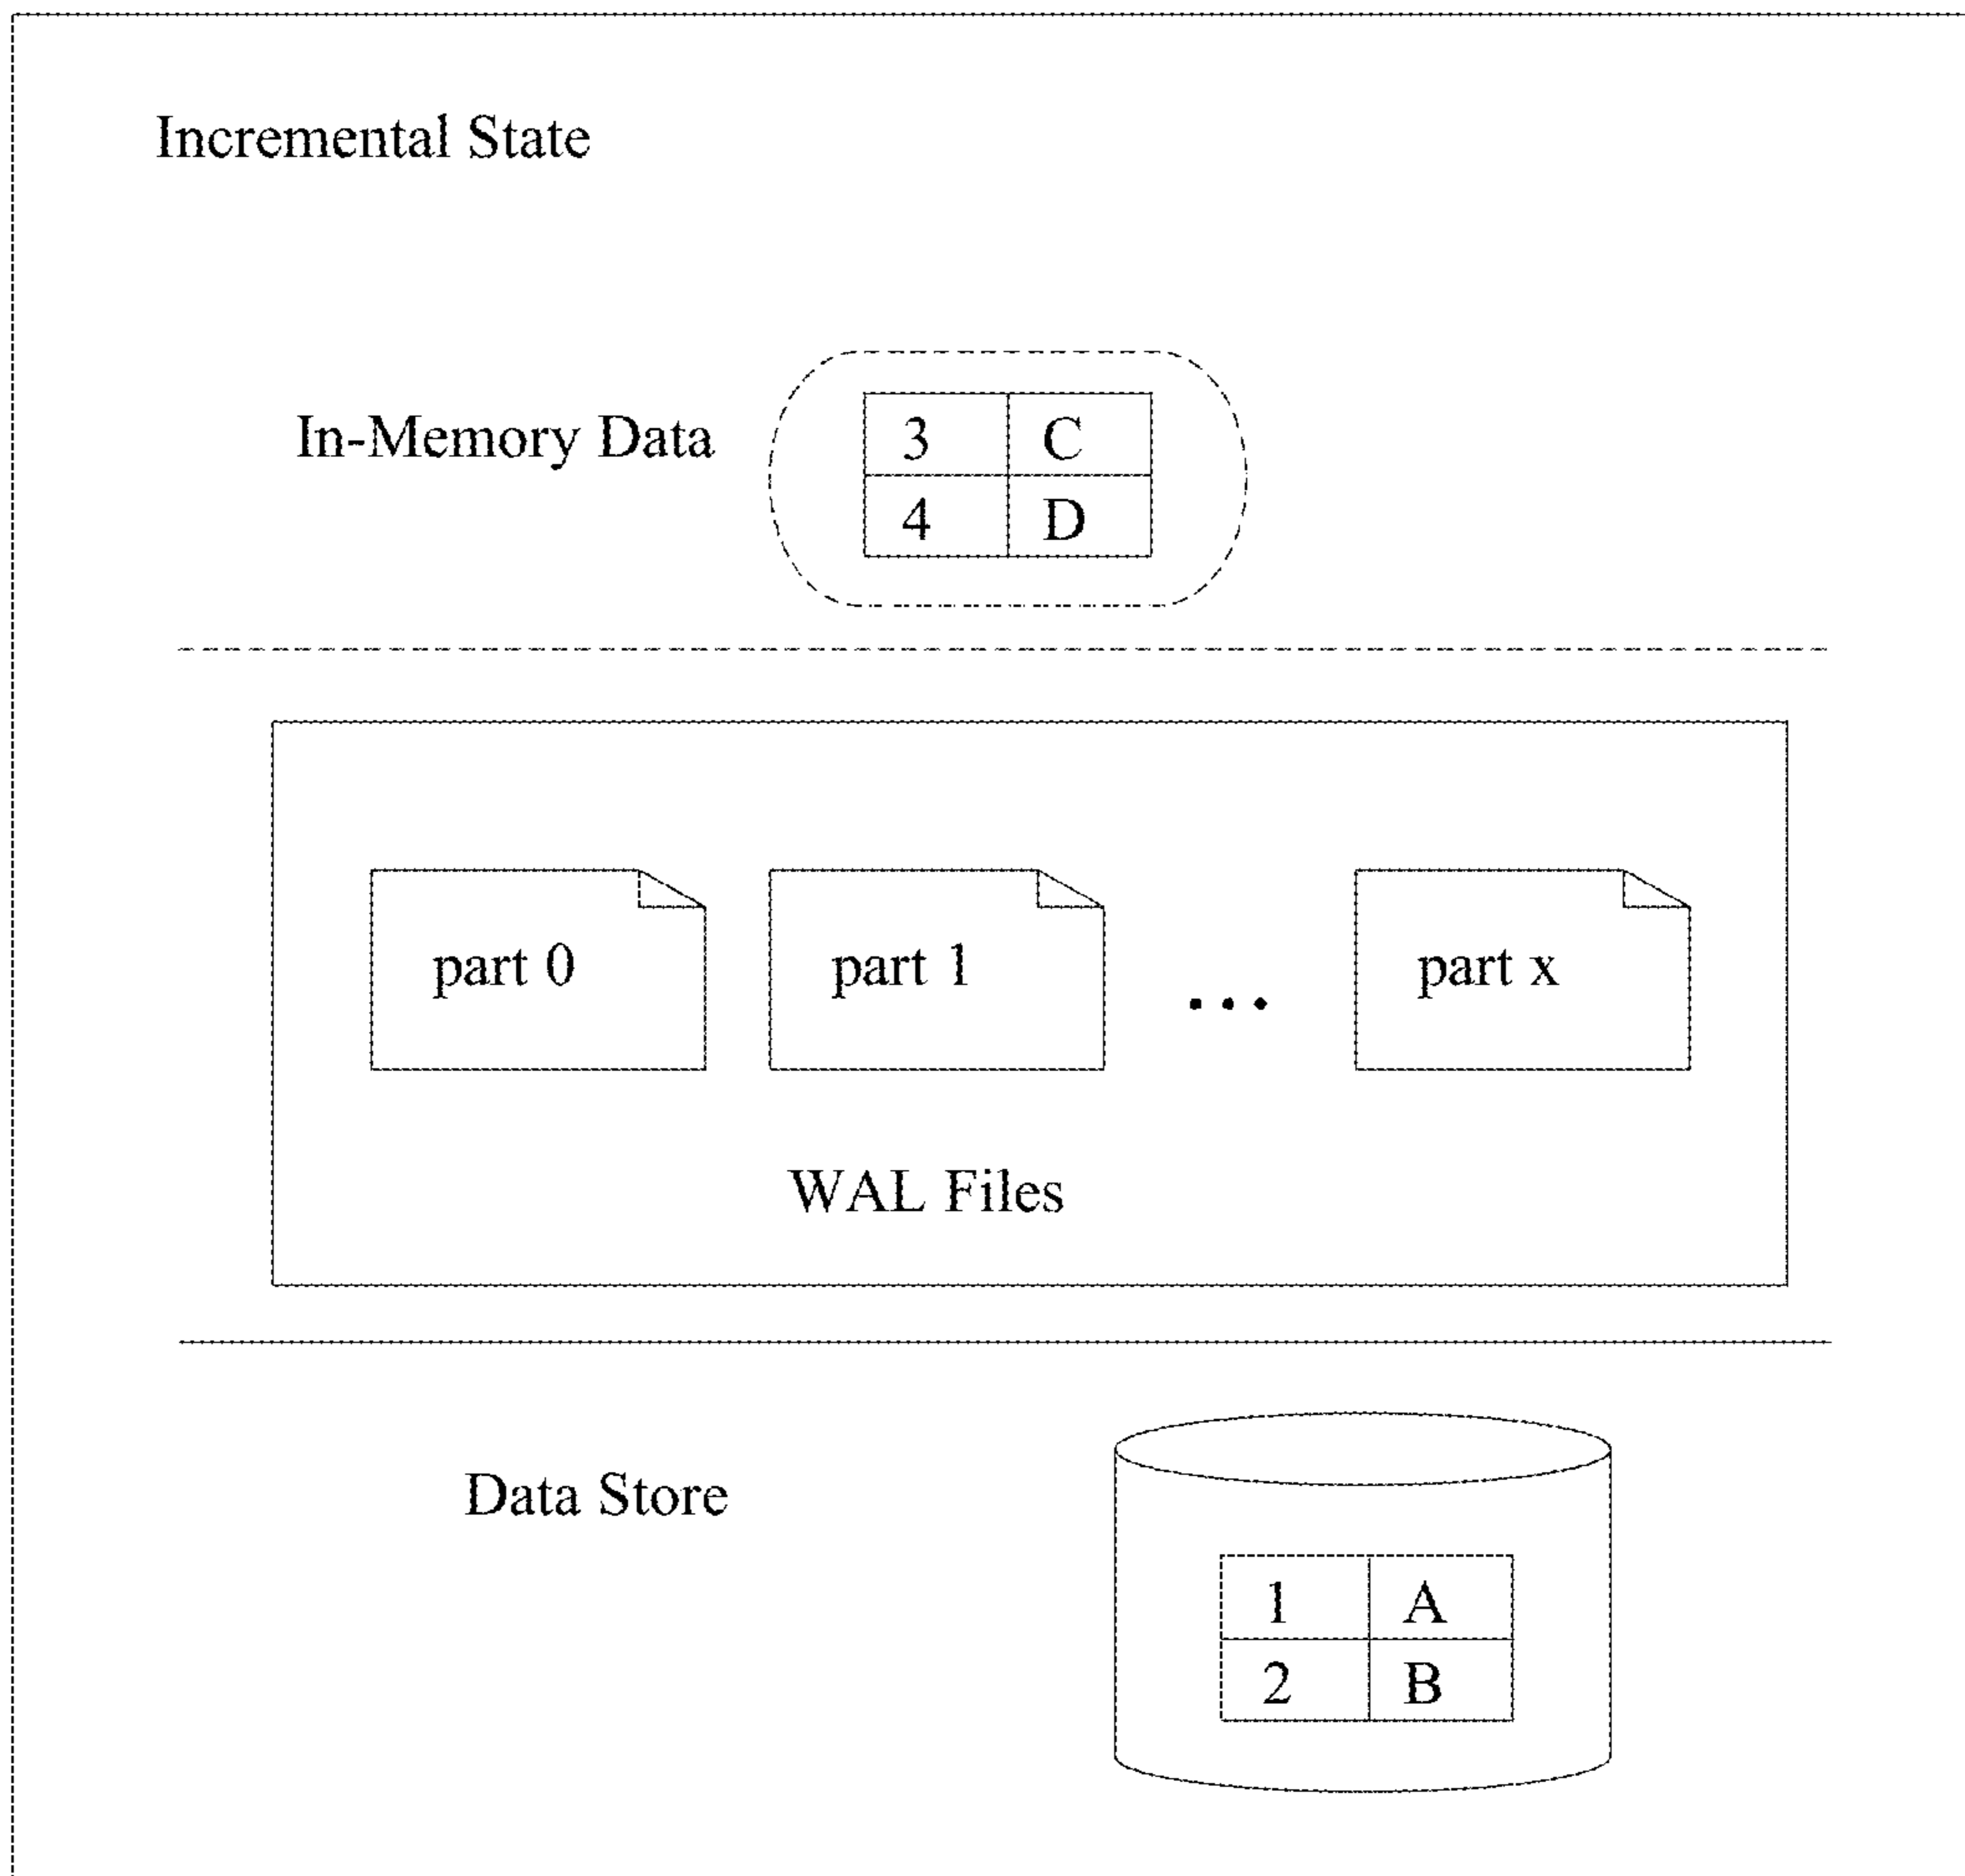 Incremental State
In-Memory Data
3 C
4 D
part 0 part 1 ... part x
WAL Files
Data Store
1 A
2 B